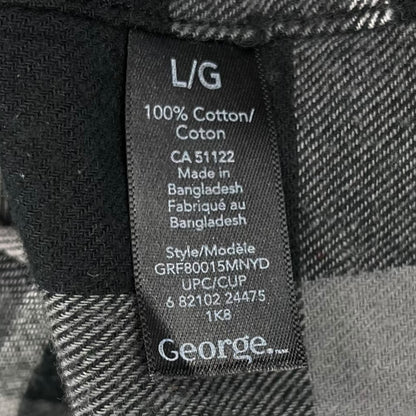 L/G
100% Cotton/
Coton
CA 51122
Made in
Bangladesh
Fabriqué au
Bangladesh
Style/Modèle
GRF80015MNYD
UPC/CUP
6 82102 24475
1K8
George.